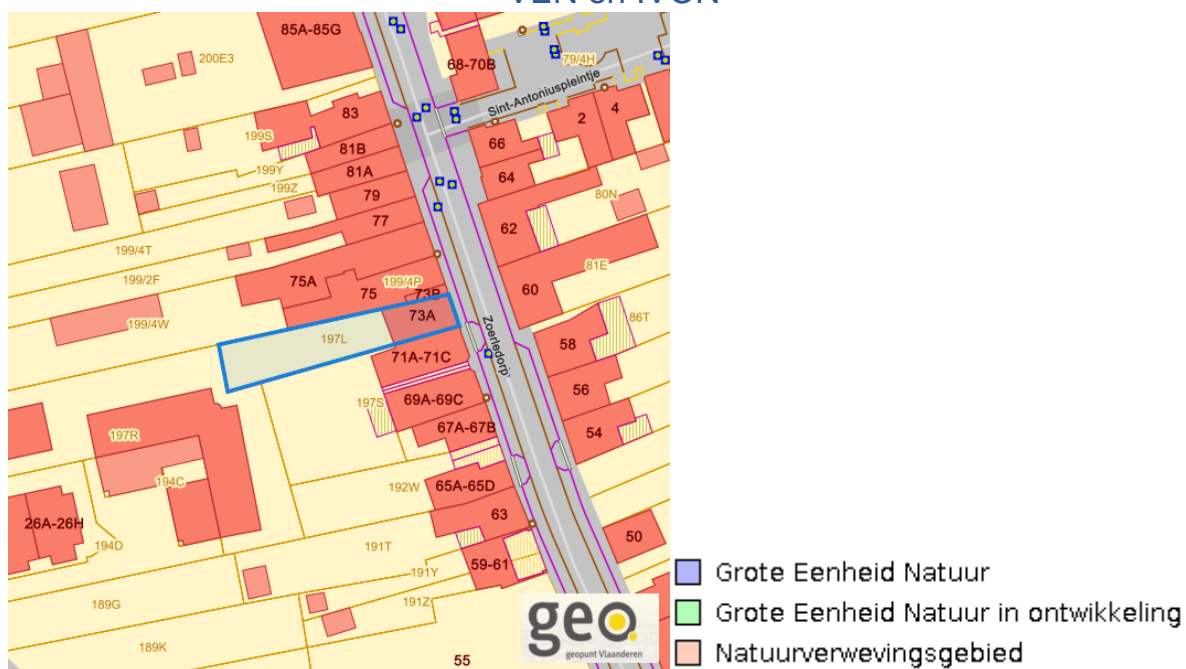 VEN en IVON
85A-85G
200E3
68-70B
79/4H
Sint-Antoniuspleintje
83
4
2
199S
66
81B
199Y
81A
64
199Z
79
80N
77
62
199/4T
81E
199/2F
75A
199/4P
60
75
73B
73A
86T
199/4W
Zoerledorp
197L
58
71A-71C
56
197S
69A-69C
67A-67B
54
197R
194C
192W
65A-65D
63
26A-26H
50
194D
191T
59-61
191Y
189G
191Z
189K
55
geo.
geopunt Vlaanderen
Grote Eenheid Natuur
Grote Eenheid Natuur in ontwikkeling
Natuurverwevingsgebied